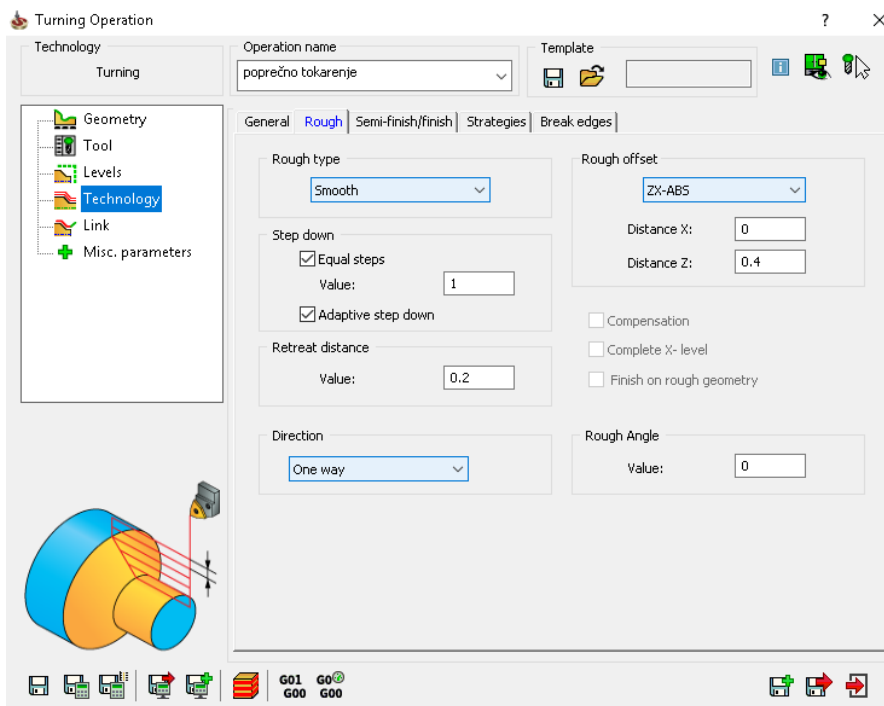 Turning Operation
?
Technology
Turning
Operation name
poprečno tokarenje
Template
Geometry
Tool
Levels
Technology
Link
Misc. parameters
General
Rough
Semi-finish/finish
Strategies
Break edges
Rough type
Smooth
Step down
Equal steps
Value:
1
Adaptive step down
Retreat distance
Value:
0.2
Direction
One way
Rough offset
ZX-ABS
Distance X:
0
Distance Z:
0.4
Compensation
Complete X- level
Finish on rough geometry
Rough Angle
Value:
0
G01
G00
G0
G00